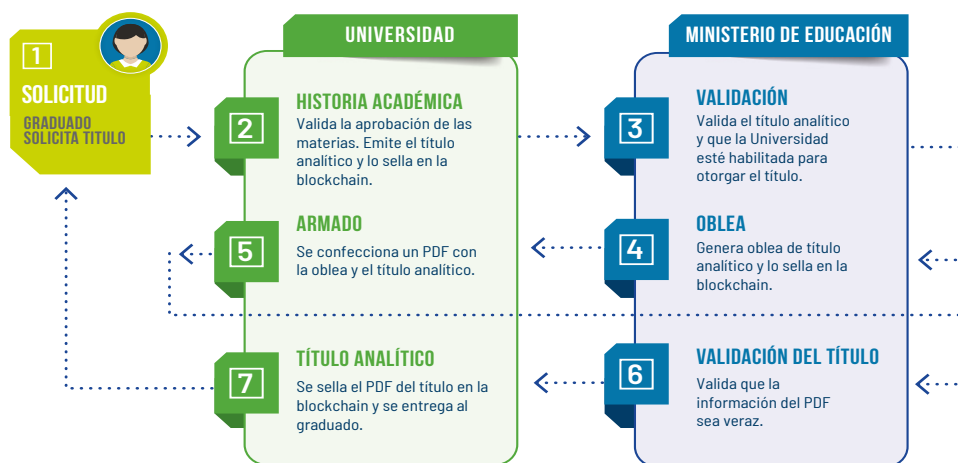 1
SOLICITUD
GRADUADO
SOLICITA TITULO
UNIVERSIDAD
2
HISTORIA ACADÉMICA
Valida la aprobación de las
materias. Emite el título
analítico y lo sella en la
blockchain.
5
ARMADO
Se confecciona un PDF con
la oblea y el título analítico.
7
TÍTULO ANALÍTICO
Se sella el PDF del título en la
blockchain y se entrega al
graduado.
MINISTERIO DE EDUCACIÓN
3
VALIDACIÓN
Valida el título analítico
y que la Universidad
esté habilitada para
otorgar el título.
4
OBLEA
Genera oblea de título
analítico y lo sella en la
blockchain.
6
VALIDACIÓN DEL TÍTULO
Valida que la
información del PDF
sea veraz.